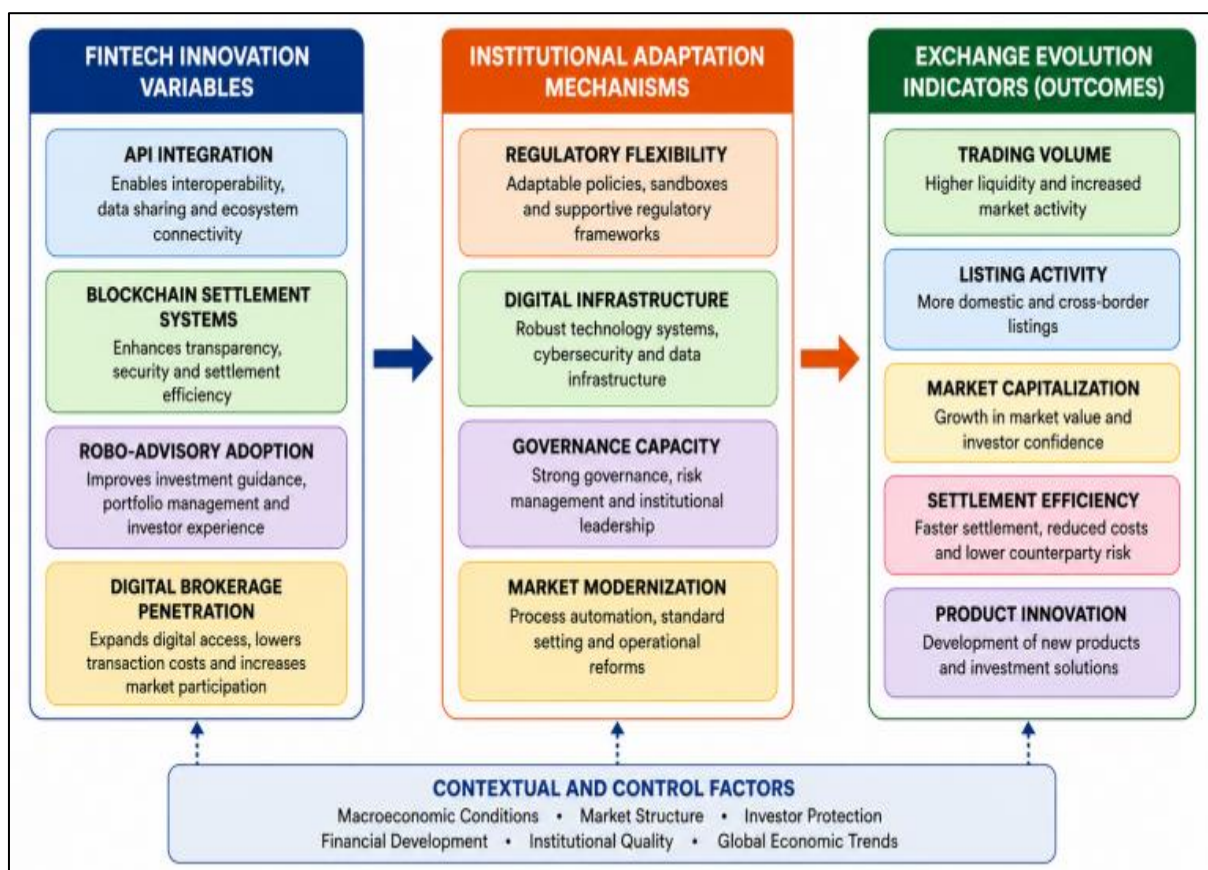 FINTECH INNOVATION
VARIABLES
API INTEGRATION
Enables interoperability,
data sharing and ecosystem
connectivity
BLOCKCHAIN SETTLEMENT
SYSTEMS
Enhances transparency,
security and settlement
efficiency
ROBO-ADVISORY ADOPTION
Improves investment guidance,
portfolio management and
investor experience
DIGITAL BROKERAGE
PENETRATION
Expands digital access, lowers
transaction costs and increases
market participation
INSTITUTIONAL ADAPTATION
MECHANISMS
REGULATORY FLEXIBILITY
Adaptable policies, sandboxes
and supportive regulatory
frameworks
DIGITAL INFRASTRUCTURE
Robust technology systems,
cybersecurity and data
infrastructure
GOVERNANCE CAPACITY
Strong governance, risk
management and institutional
leadership
MARKET MODERNIZATION
Process automation, standard
setting and operational
reforms
EXCHANGE EVOLUTION
INDICATORS (OUTCOMES)
TRADING VOLUME
Higher liquidity and increased
market activity
LISTING ACTIVITY
More domestic and cross-border
listings
MARKET CAPITALIZATION
Growth in market value and
investor confidence
SETTLEMENT EFFICIENCY
Faster settlement, reduced costs
and lower counterparty risk
PRODUCT INNOVATION
Development of new products
and investment solutions
CONTEXTUAL AND CONTROL FACTORS
Macroeconomic Conditions • Market Structure • Investor Protection
Financial Development • Institutional Quality • Global Economic Trends